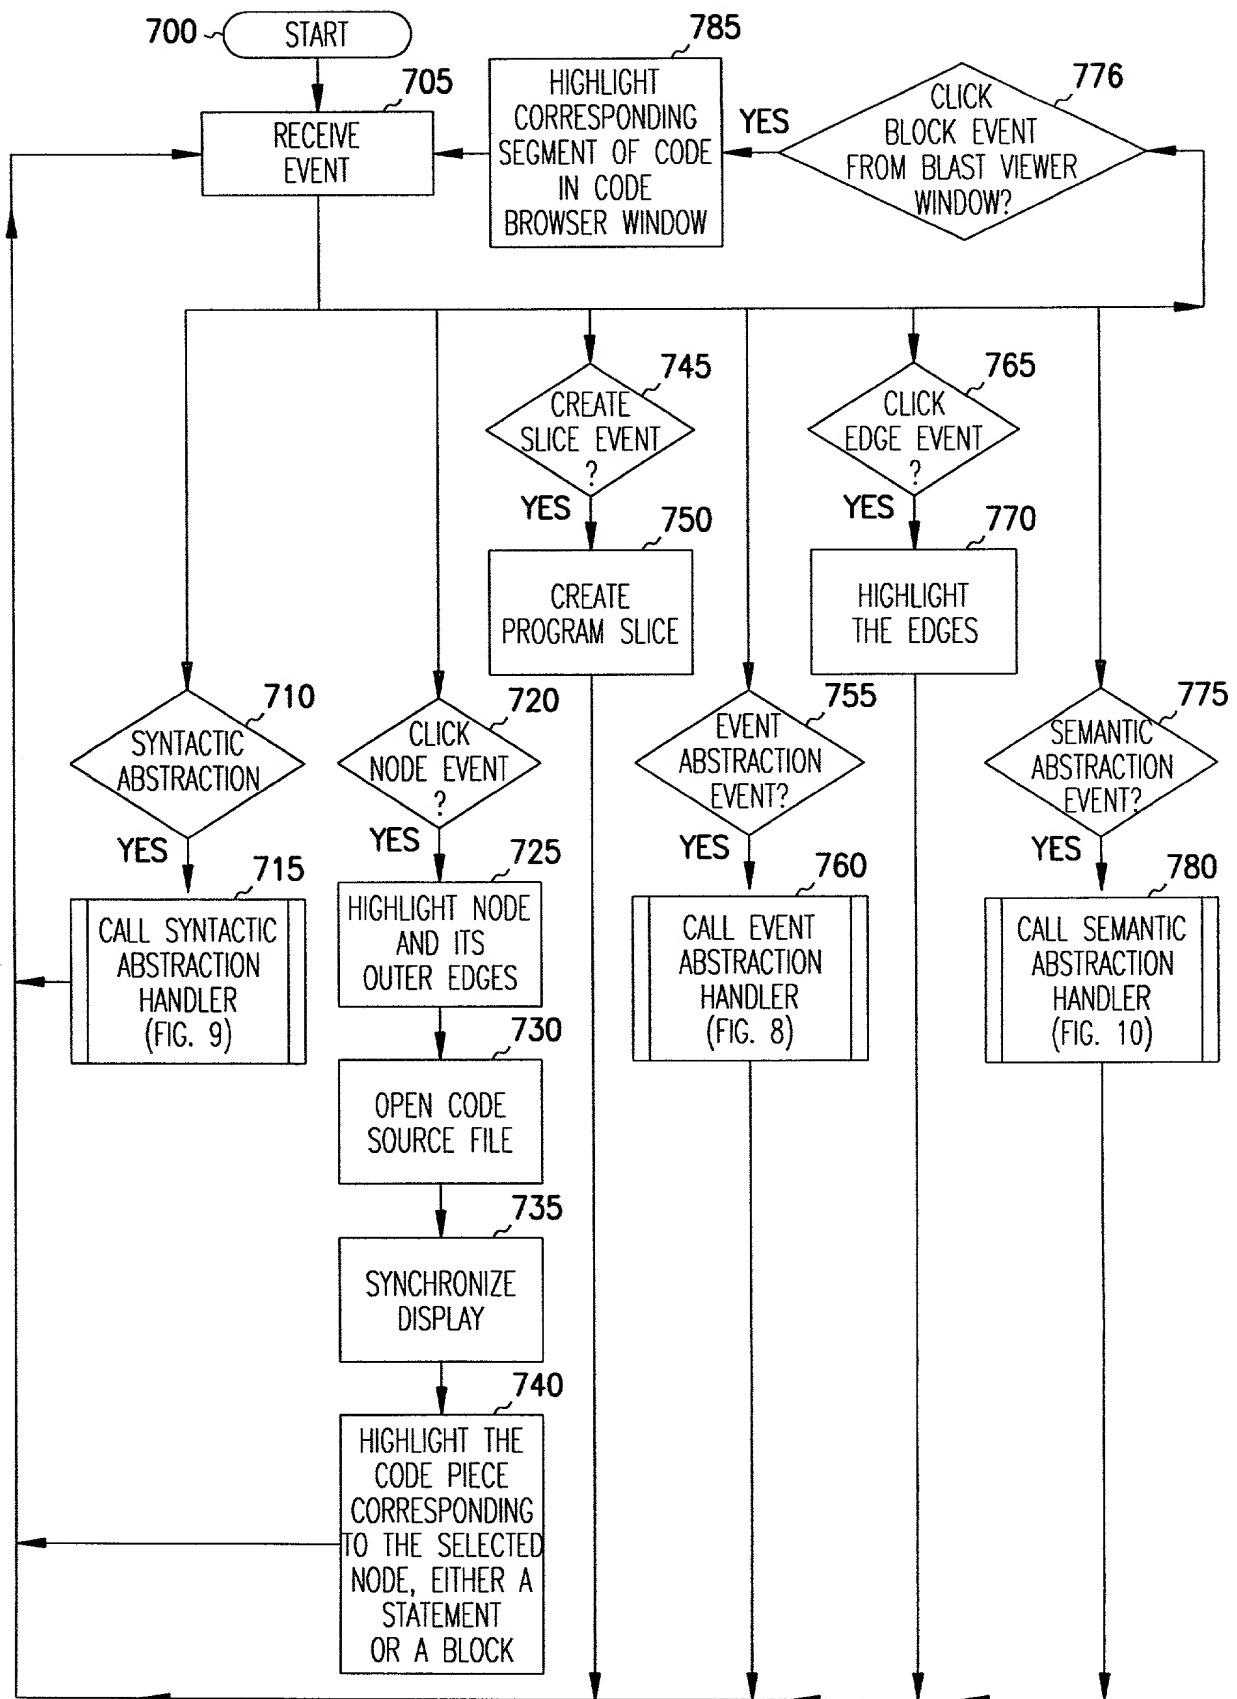 700
START
705
RECEIVE
EVENT
785
HIGHLIGHT
CORRESPONDING
SEGMENT OF CODE
IN CODE
BROWSER WINDOW
YES
776
CLICK
BLOCK EVENT
FROM BLAST VIEWER
WINDOW?
745
CREATE
SLICE EVENT
?
YES
750
CREATE
PROGRAM SLICE
765
CLICK
EDGE EVENT
?
YES
770
HIGHLIGHT
THE EDGES
710
SYNTACTIC
ABSTRACTION
YES
715
CALL SYNTACTIC
ABSTRACTION
HANDLER
(FIG. 9)
720
CLICK
NODE EVENT
?
YES
725
HIGHLIGHT NODE
AND ITS
OUTER EDGES
730
OPEN CODE
SOURCE FILE
735
SYNCHRONIZE
DISPLAY
740
HIGHLIGHT THE
CODE PIECE
CORRESPONDING
TO THE SELECTED
NODE, EITHER A
STATEMENT
OR A BLOCK
755
EVENT
ABSTRACTION
EVENT?
YES
760
CALL EVENT
ABSTRACTION
HANDLER
(FIG. 8)
775
SEMANTIC
ABSTRACTION
EVENT?
YES
780
CALL SEMANTIC
ABSTRACTION
HANDLER
(FIG. 10)